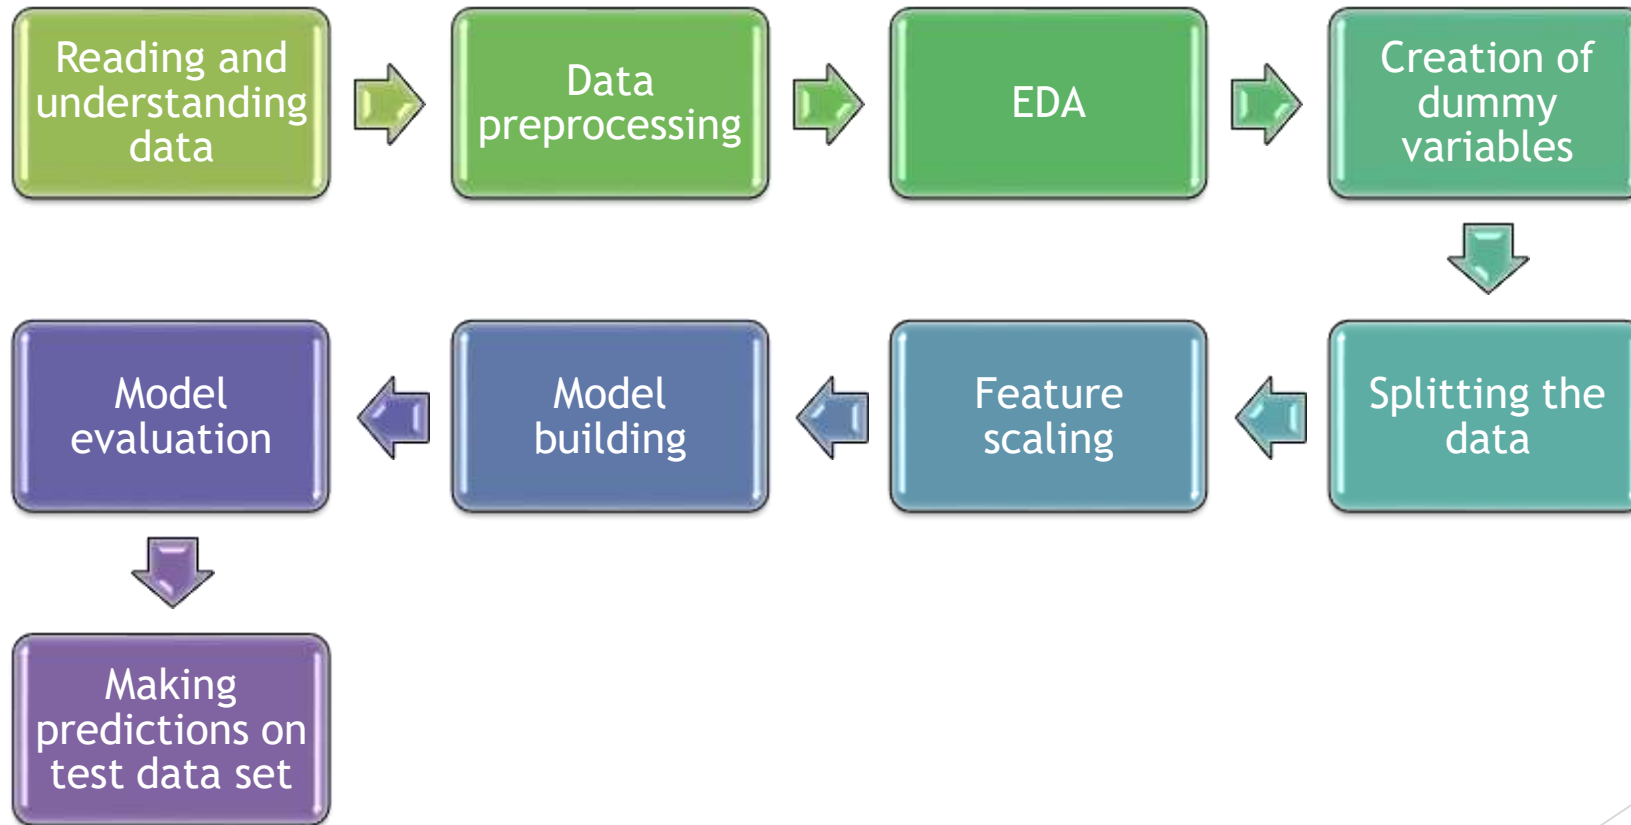 Reading and
understanding
data
Data
preprocessing
EDA
Creation of
dummy
variables
Splitting the
data
Feature
scaling
Model
building
Model
evaluation
Making
predictions on
test data set